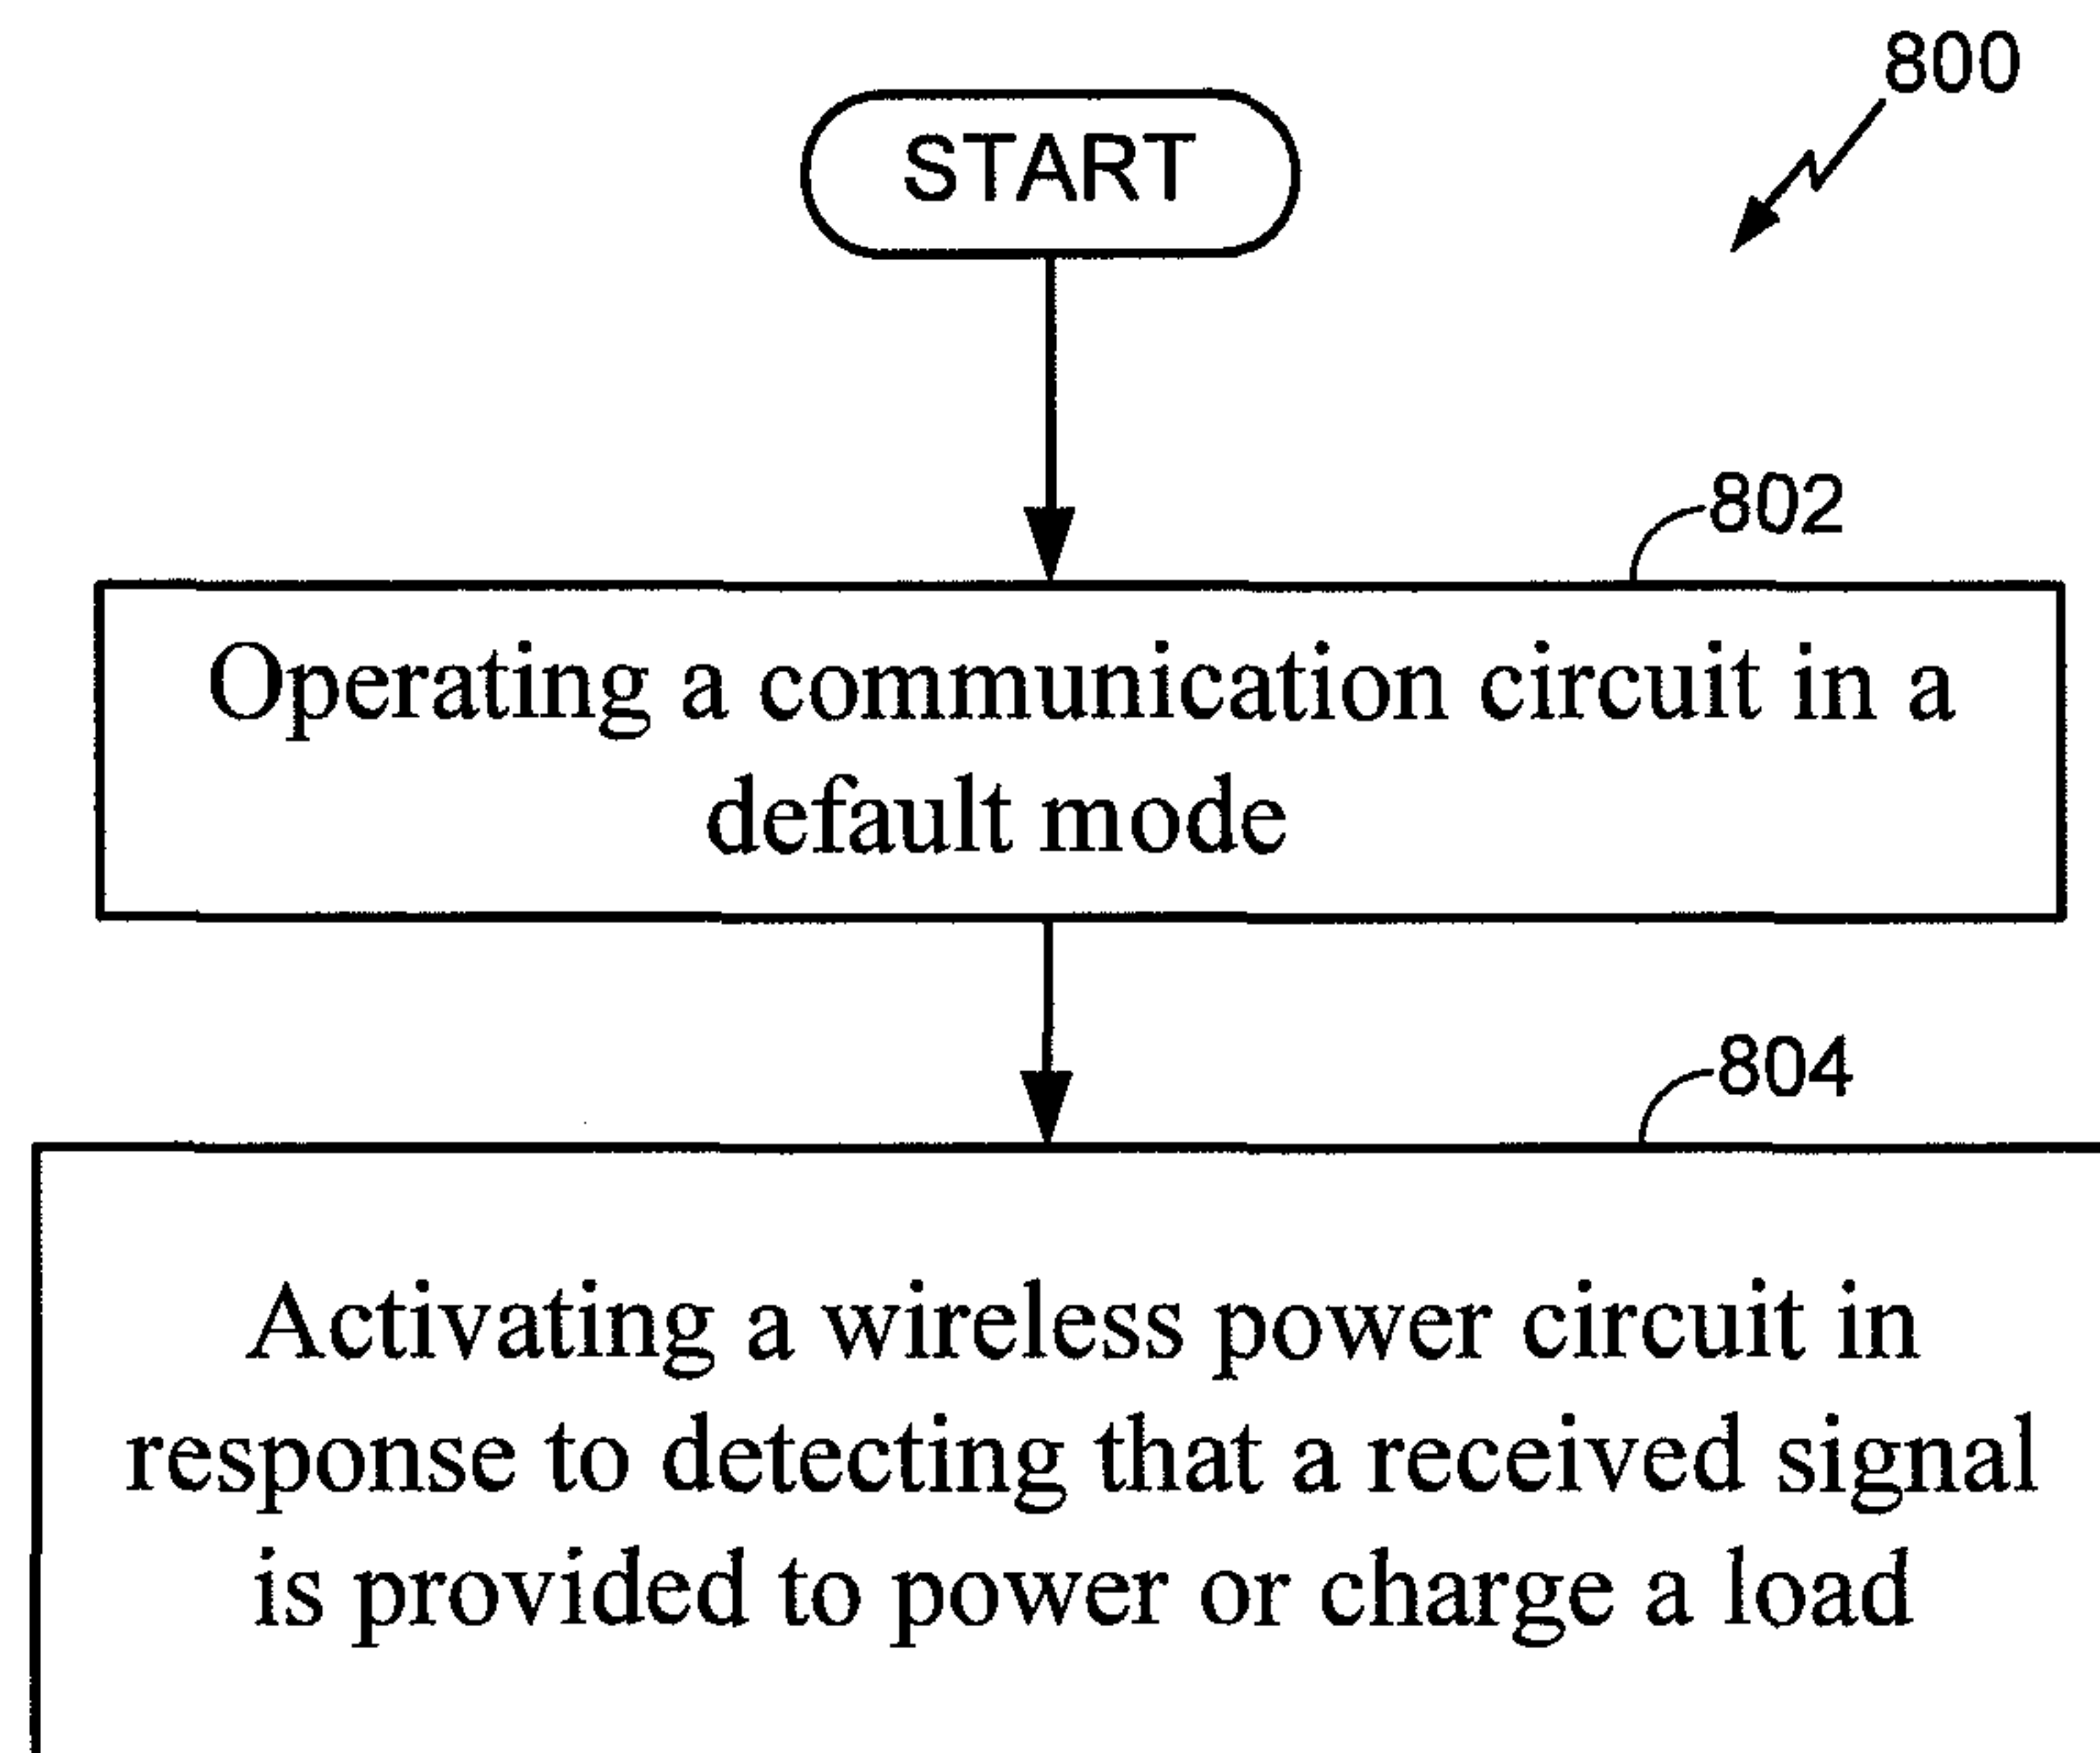 800
START
802
Operating a communication circuit in a
default mode
804
Activating a wireless power circuit in
response to detecting that a received signal
is provided to power or charge a load